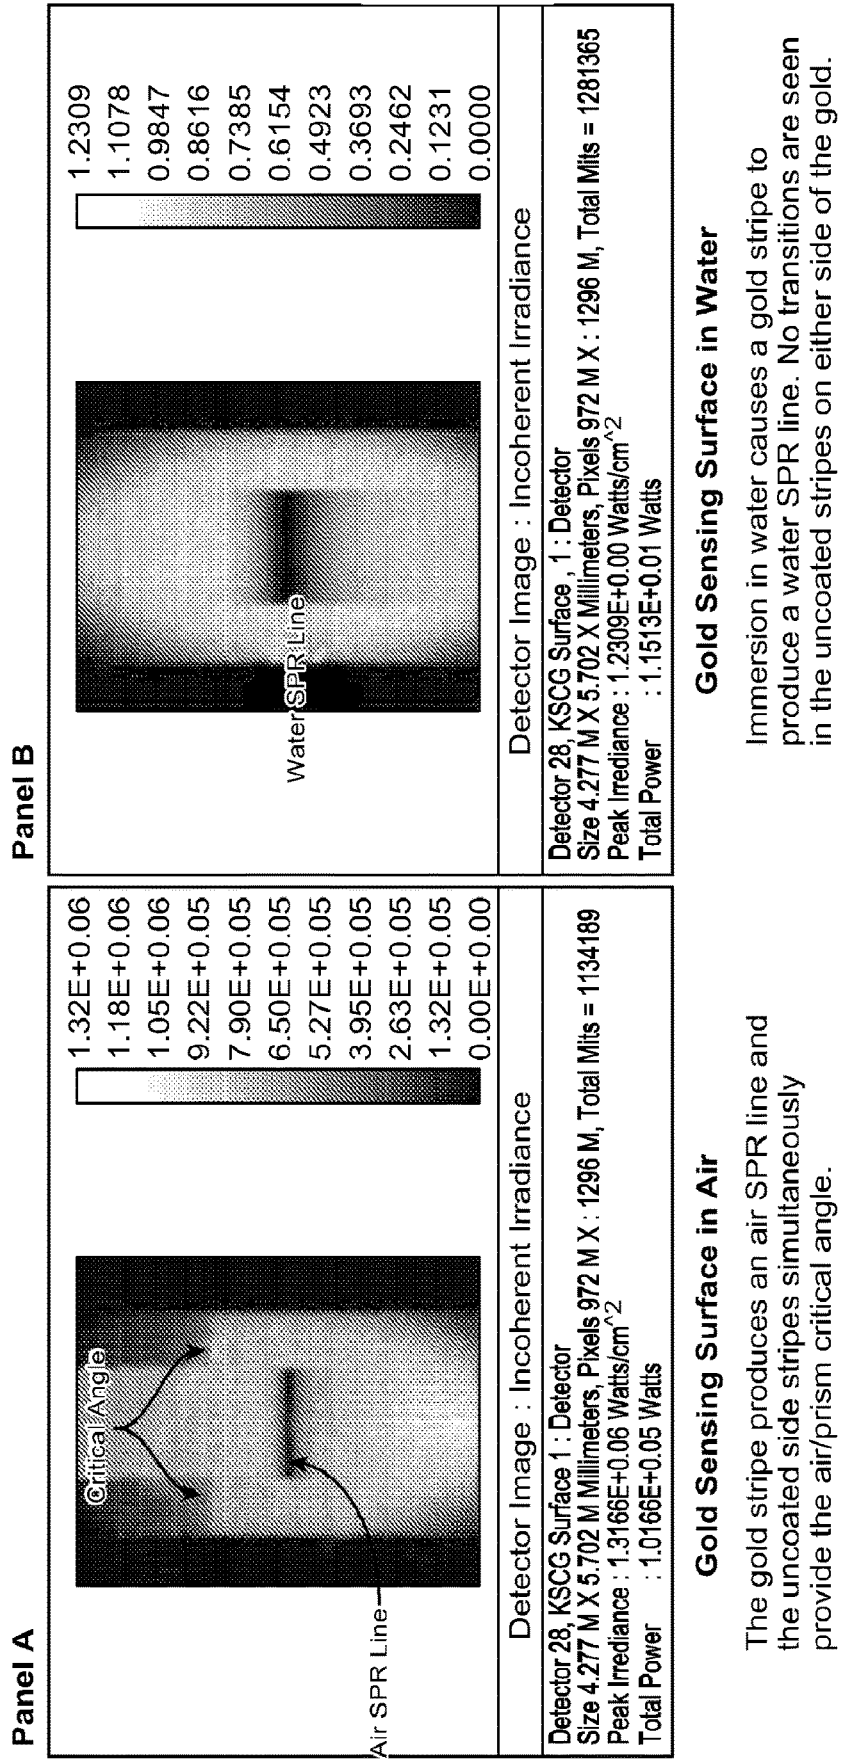 Panel A
Critical Angle
Air SPR Line
1.32E+0.06
1.18E+0.06
1.05E+0.06
9.22E+0.05
7.90E+0.05
6.50E+0.05
5.27E+0.05
3.95E+0.05
2.63E+0.05
1.32E+0.05
0.00E+0.00
Detector Image : Incoherent Irradiance
Detector 28, KSCG Surface 1 : Detector
Size 4.277 M X 5.702 M Millimeters, Pixels 972 M X : 1296 M, Total Mits = 1134189
Peak Irrediance : 1.3166E+0.06 Watts/cm^2
Total Power : 1.0166E+0.05 Watts
Gold Sensing Surface in Air
The gold stripe produces an air SPR line and
the uncoated side stripes simultaneously
provide the air/prism critical angle.
Panel B
Water SPR Line
1.2309
1.1078
0.9847
0.8616
0.7385
0.6154
0.4923
0.3693
0.2462
0.1231
0.0000
Detector Image : Incoherent Irradiance
Detector 28, KSCG Surface , 1 : Detector
Size 4.277 M X 5.702 X Millimeters, Pixels 972 M X : 1296 M, Total Mits = 1281365
Peak Irrediance : 1.2309E+0.00 Watts/cm^2
Total Power : 1.1513E+0.01 Watts
Gold Sensing Surface in Water
Immersion in water causes a gold stripe to
produce a water SPR line. No transitions are seen
in the uncoated stripes on either side of the gold.